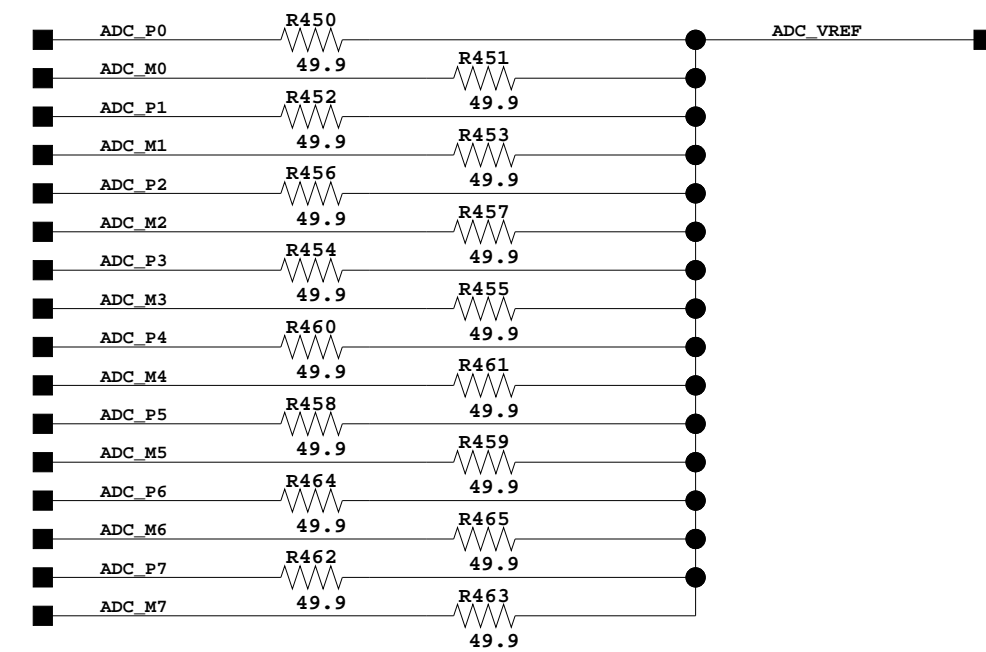 R450
ADC_P0
ADC_VREF
49.9
R451
ADC_M0
49.9
R452
ADC_P1
49.9
R453
ADC_M1
49.9
R456
ADC_P2
49.9
R457
ADC_M2
49.9
R454
ADC_P3
49.9
R455
ADC_M3
49.9
R460
ADC_P4
49.9
R461
ADC_M4
49.9
R458
ADC_P5
49.9
R459
ADC_M5
49.9
R464
ADC_P6
49.9
R465
ADC_M6
49.9
R462
ADC_P7
49.9
R463
ADC_M7
49.9